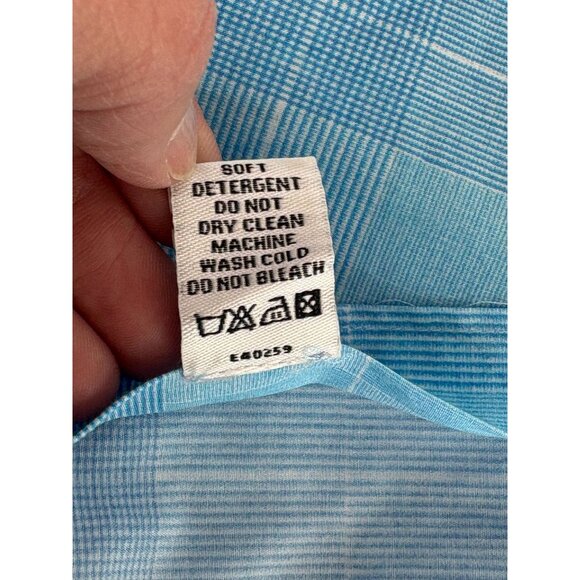 SOFT
DETERGENT
DO NOT
DRY CLEAN
MACHINE
WASH COLD
DO NOT BLEACH
E40259